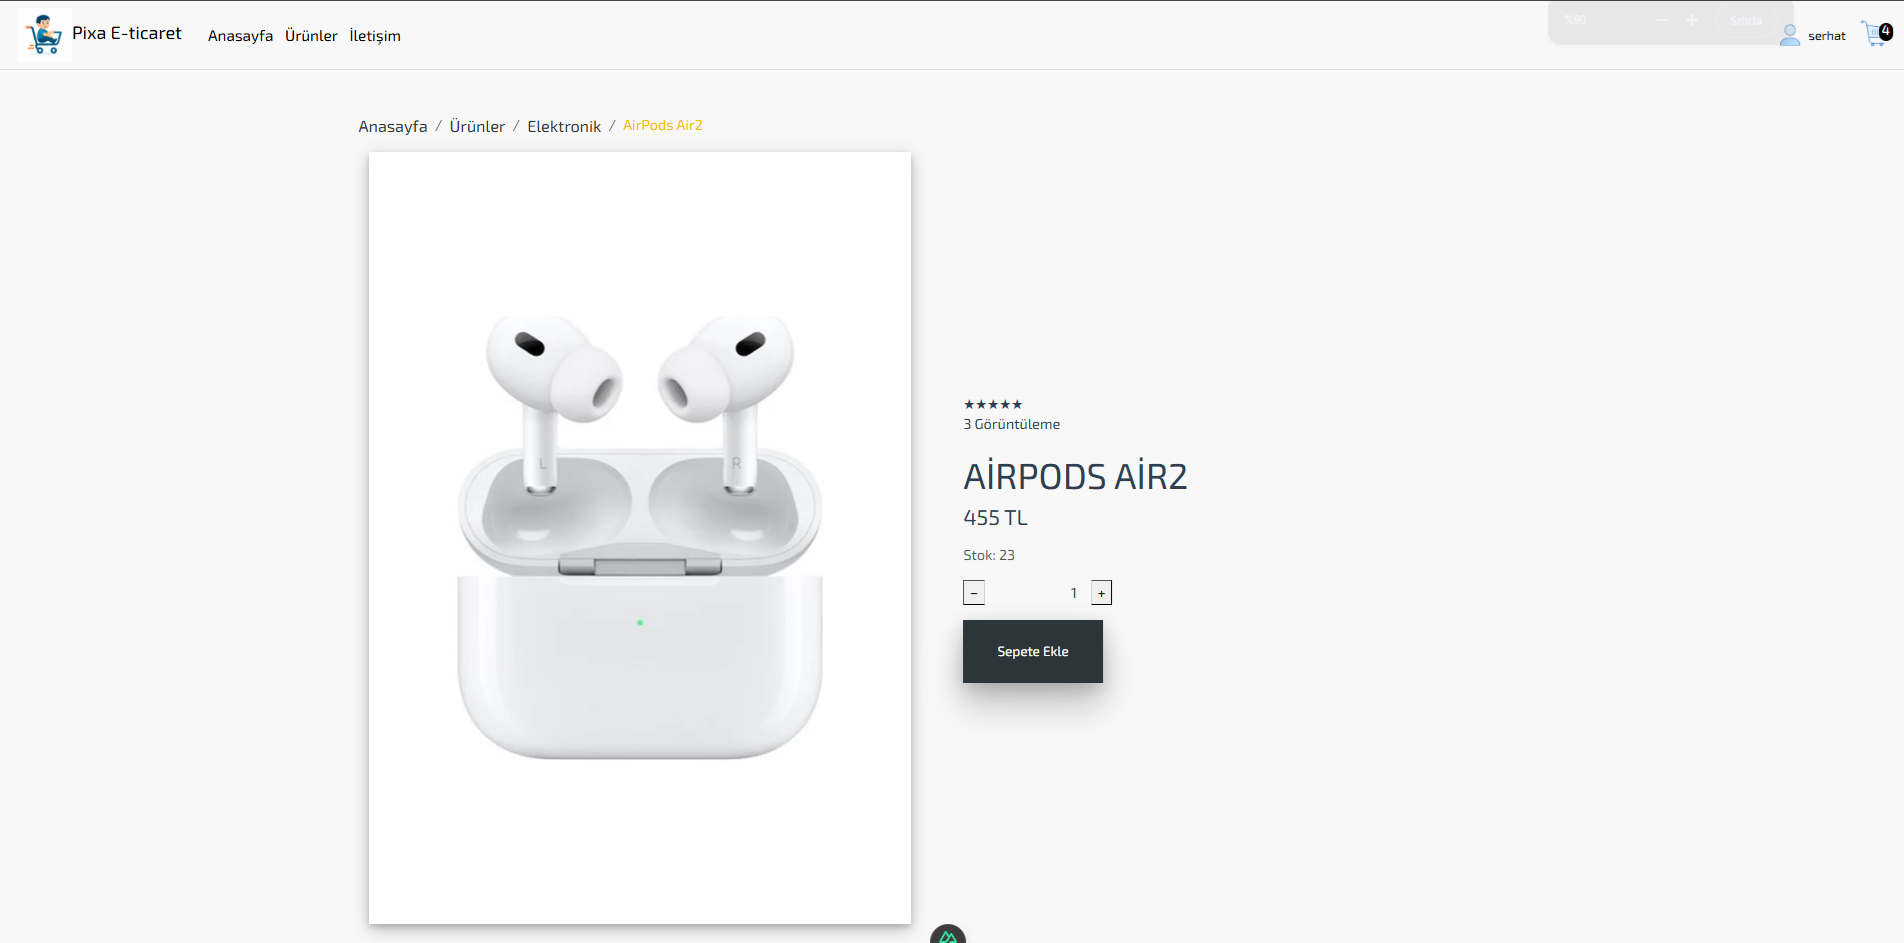 Pixa E-ticaret Anasayfa Ürünler İletişim %90 Sıfırla serhat 4
Anasayfa / Ürünler / Elektronik / AirPods Air2
★★★★★
3 Görüntüleme
AİRPODS AİR2
455 TL
Stok: 23
- 1 +
Sepete Ekle
L R